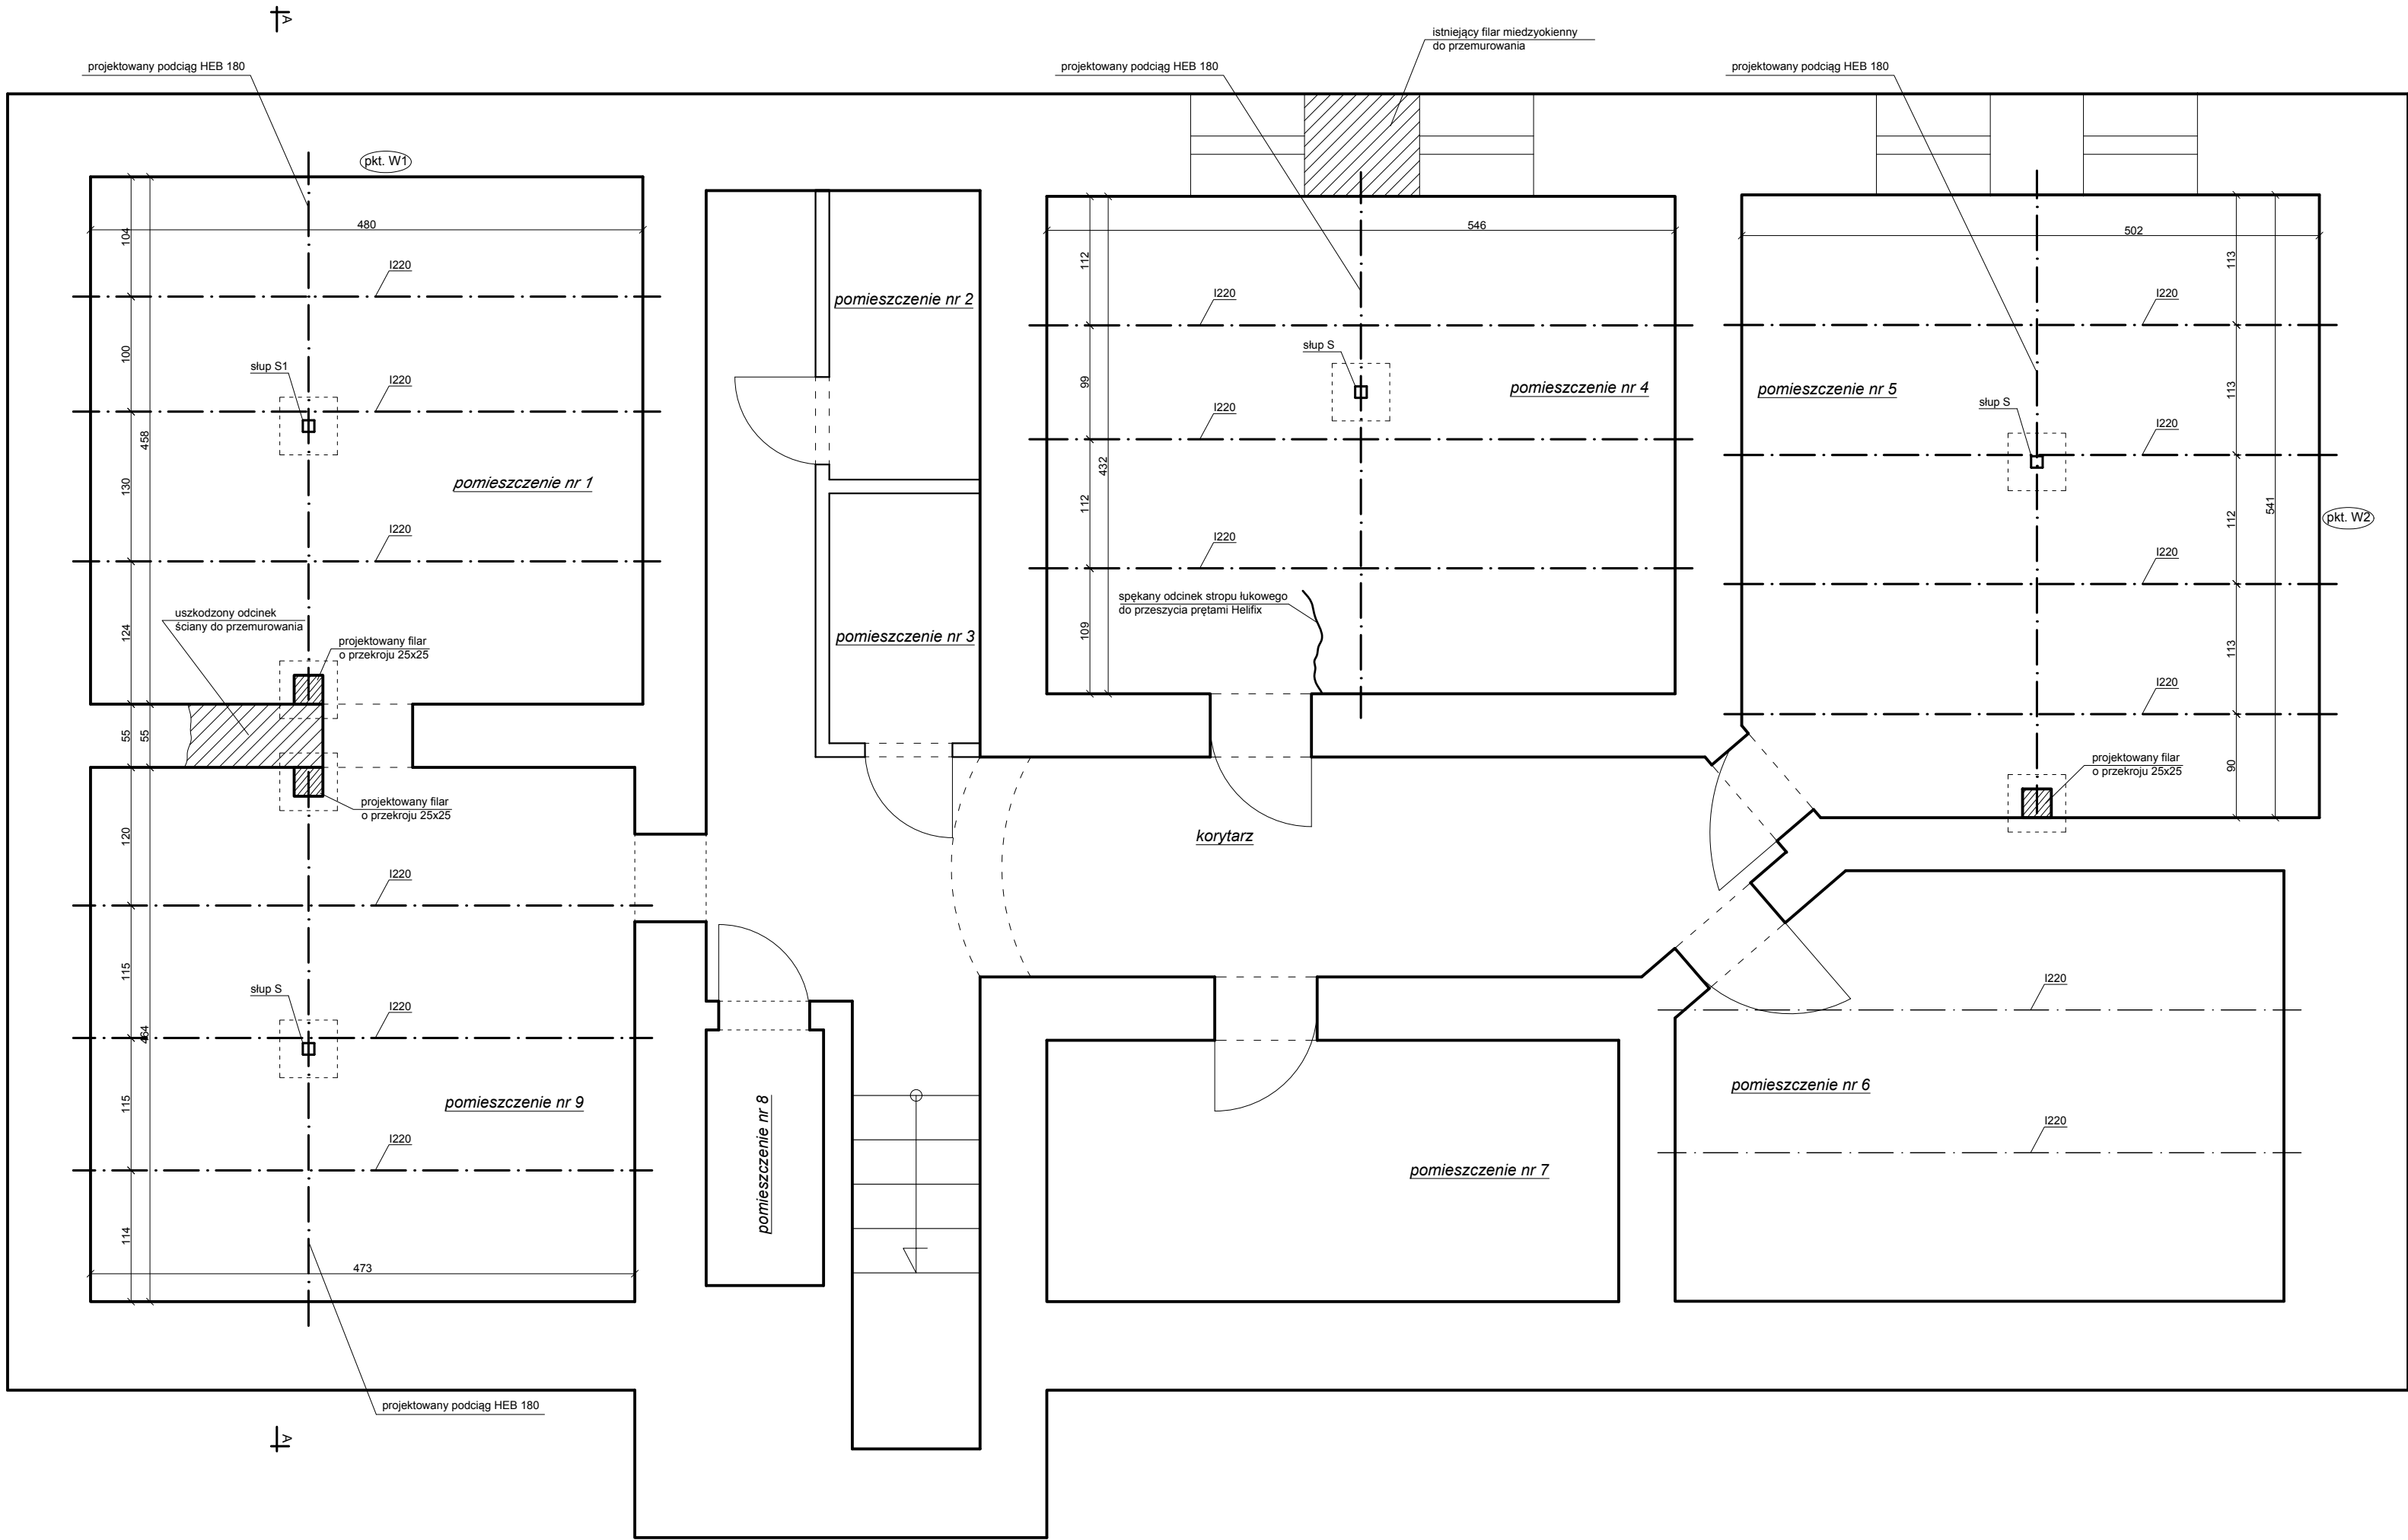 A
istniejący filar miedzyokienny
do przemurowania
projektowany podciąg HEB 180
projektowany podciąg HEB 180
projektowany podciąg HEB 180
pkt. W1
480
104
I220
100
I220
słup S1
458
130
pomieszczenie nr 1
I220
124
uszkodzony odcinek
ściany do przemurowania
projektowany filar
o przekroju 25x25
55
55
projektowany filar
o przekroju 25x25
pomieszczenie nr 2
pomieszczenie nr 3
546
112
I220
słup S
99
pomieszczenie nr 4
I220
432
112
I220
spękany odcinek stropu łukowego
do przeszycia prętami Helifix
109
502
113
I220
113
pomieszczenie nr 5
słup S
I220
541
112
pkt. W2
I220
113
I220
projektowany filar
o przekroju 25x25
90
korytarz
120
I220
115
słup S
I220
464
115
pomieszczenie nr 9
I220
114
473
pomieszczenie nr 8
pomieszczenie nr 7
I220
pomieszczenie nr 6
I220
projektowany podciąg HEB 180
A